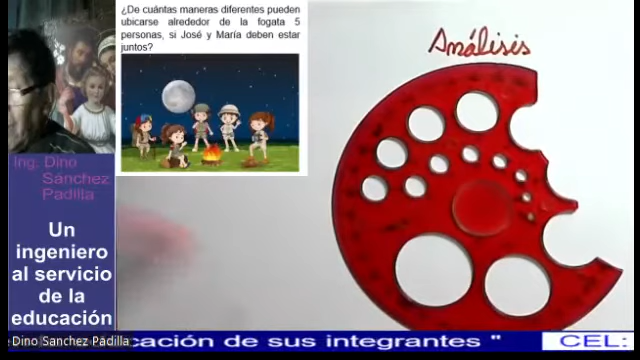 ¿De cuántas maneras diferentes pueden
ubicarse alrededor de la fogata 5
personas, si José y María deben estar
juntos?
Análisis
Ing. Dino
Sánchez
Padilla
Un
ingeniero
al servicio
de la
educación
cación de sus integrantes "
CEL:
Dino Sanchez Padilla